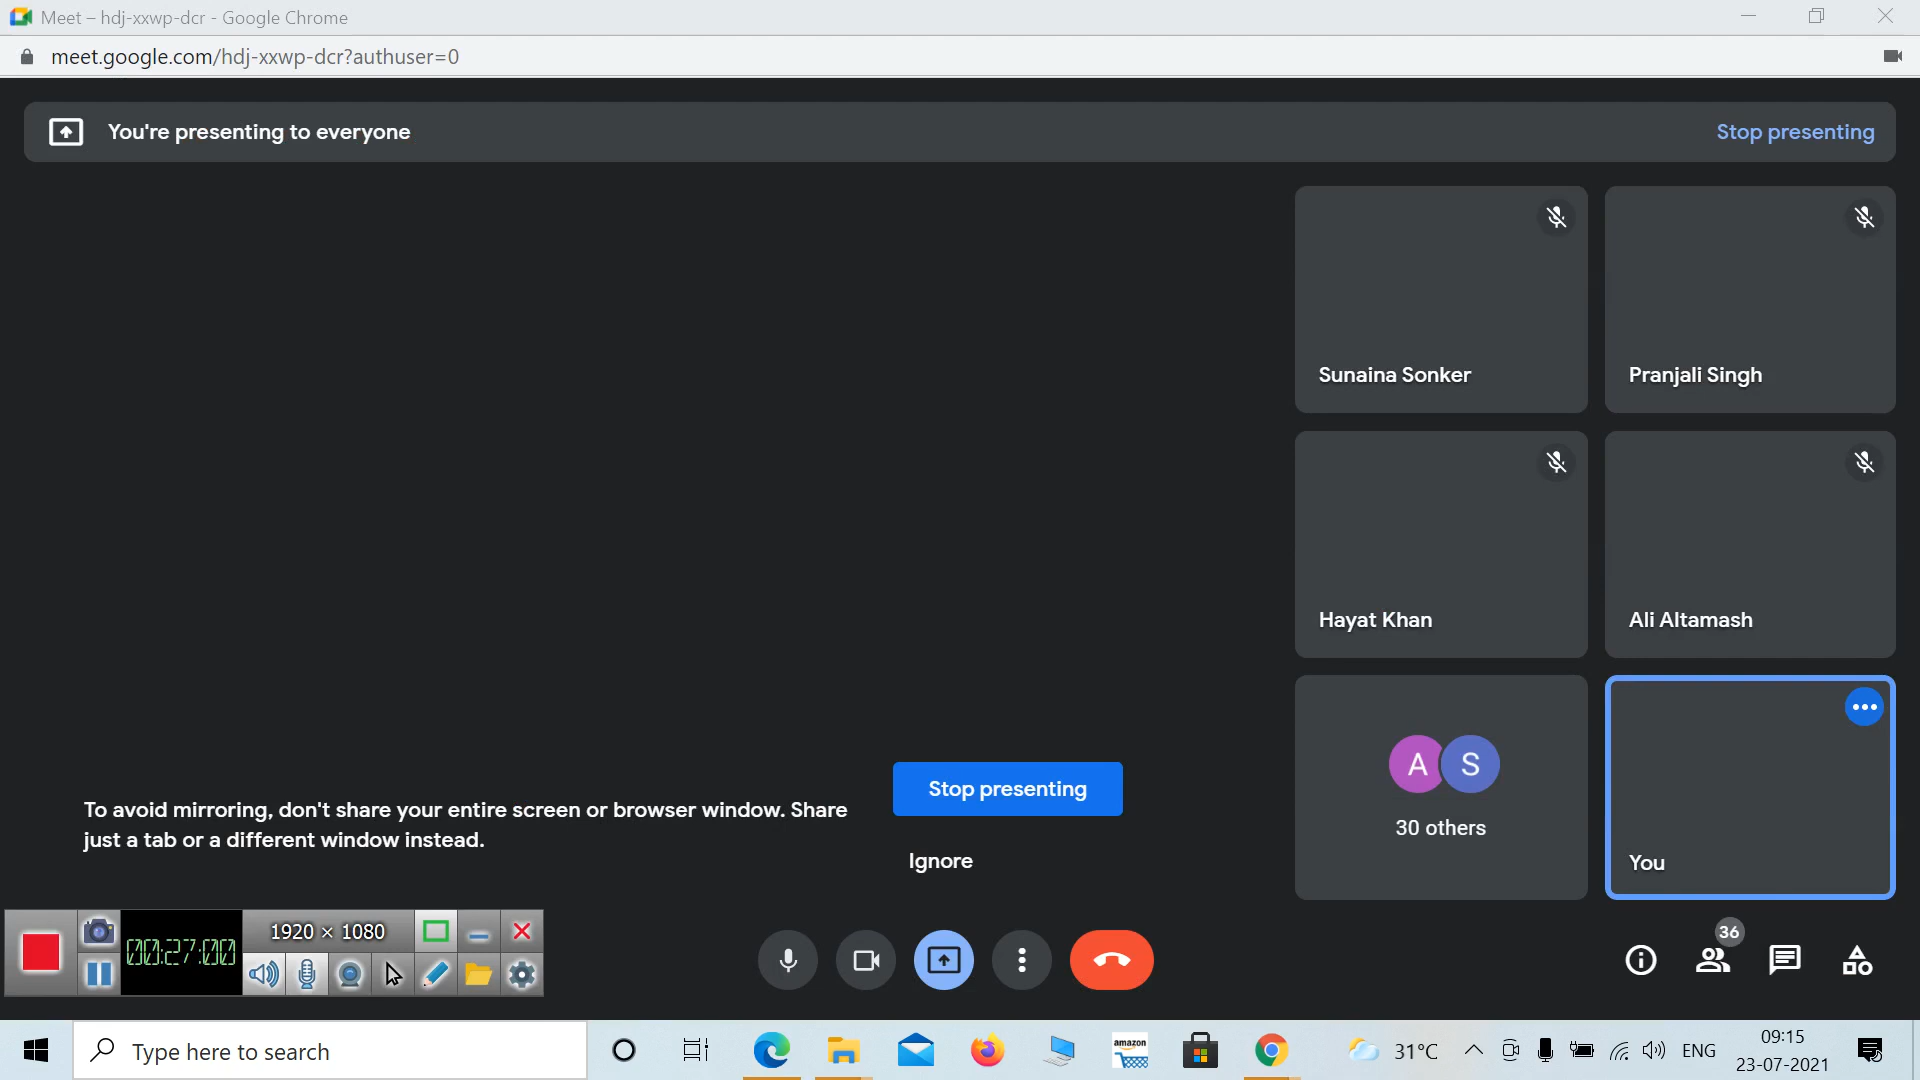 Meet – hdj-xxwp-dcr - Google Chrome
meet.google.com/hdj-xxwp-dcr?authuser=0
You're presenting to everyone
Stop presenting
Sunaina Sonker
Pranjali Singh
Hayat Khan
Ali Altamash
A
S
30 others
You
To avoid mirroring, don't share your entire screen or browser window. Share
just a tab or a different window instead.
Stop presenting
Ignore
00:27:00
1920 × 1080
36
Type here to search
amazon
31°C
ENG
09:15
23-07-2021